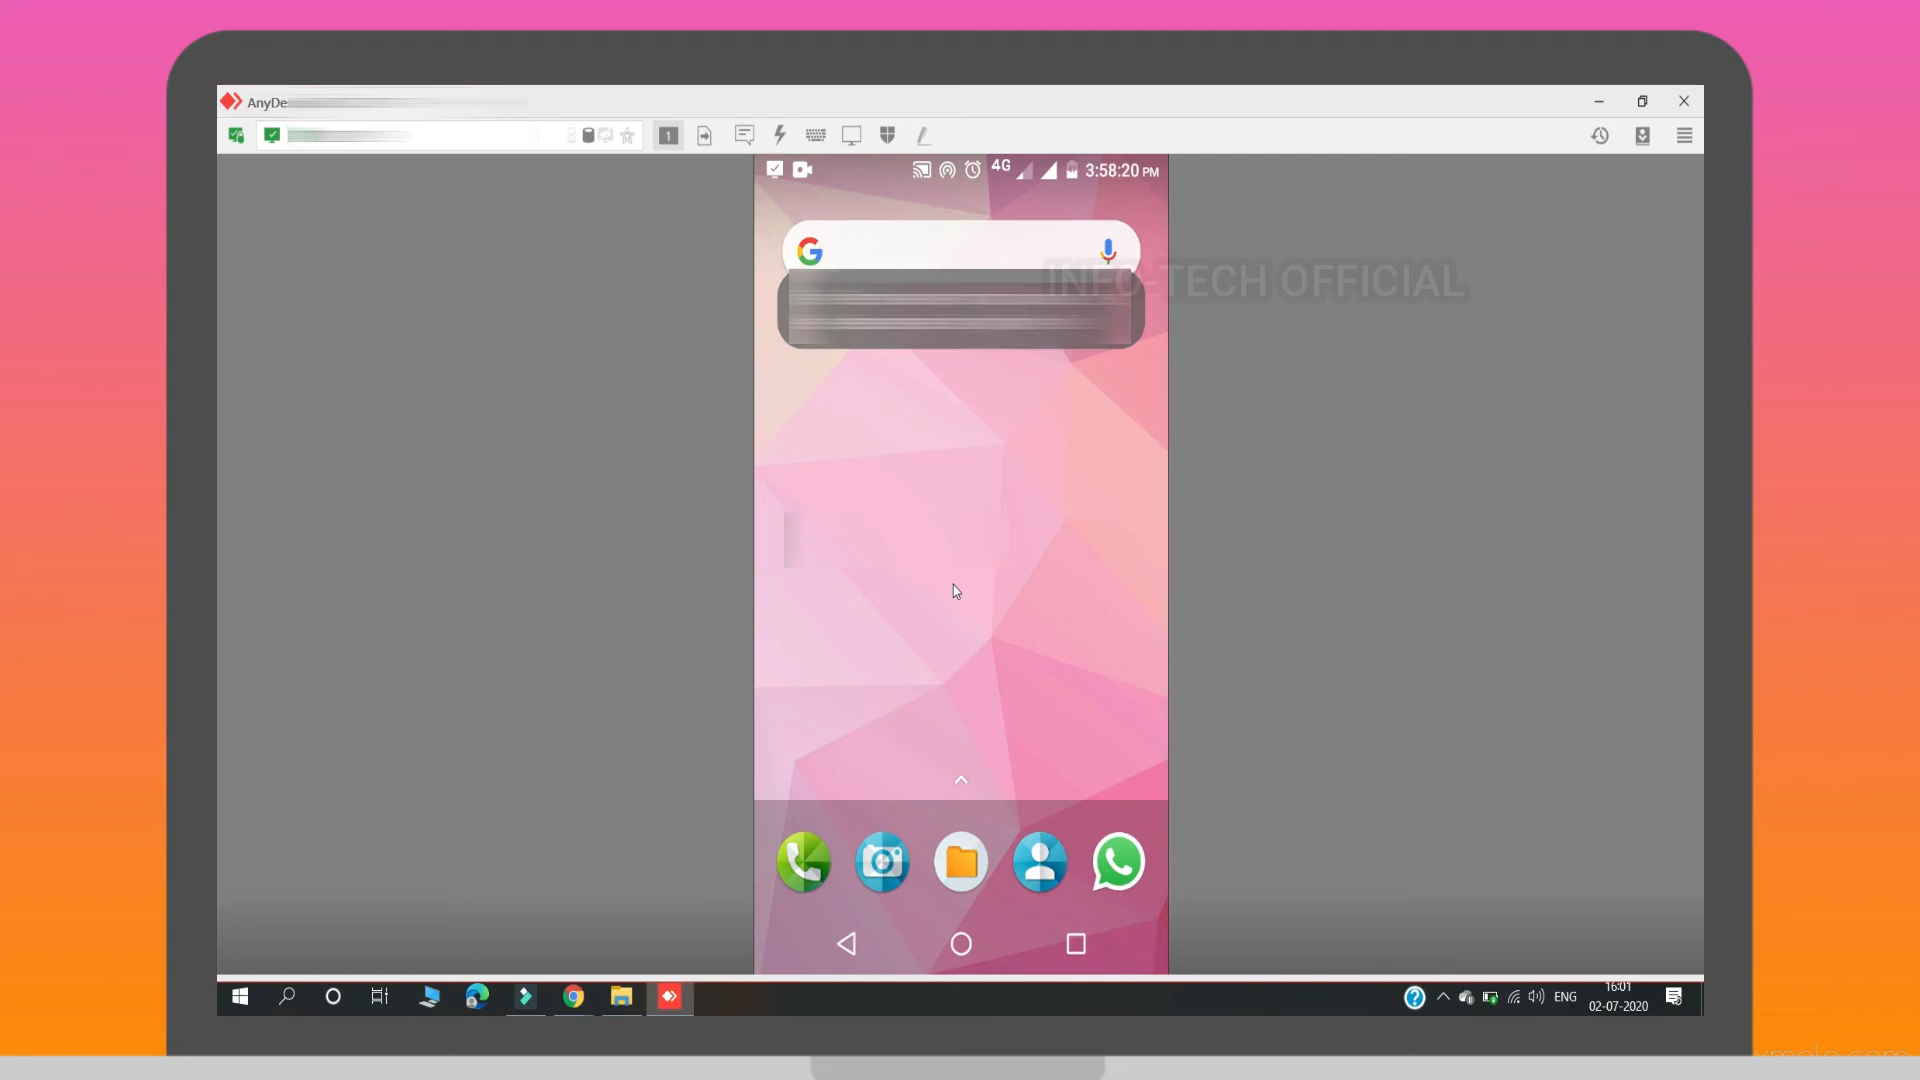 AnyDe
1
4G
3:58:20 PM
INFO-TECH OFFICIAL
ENG
16:01
02-07-2020